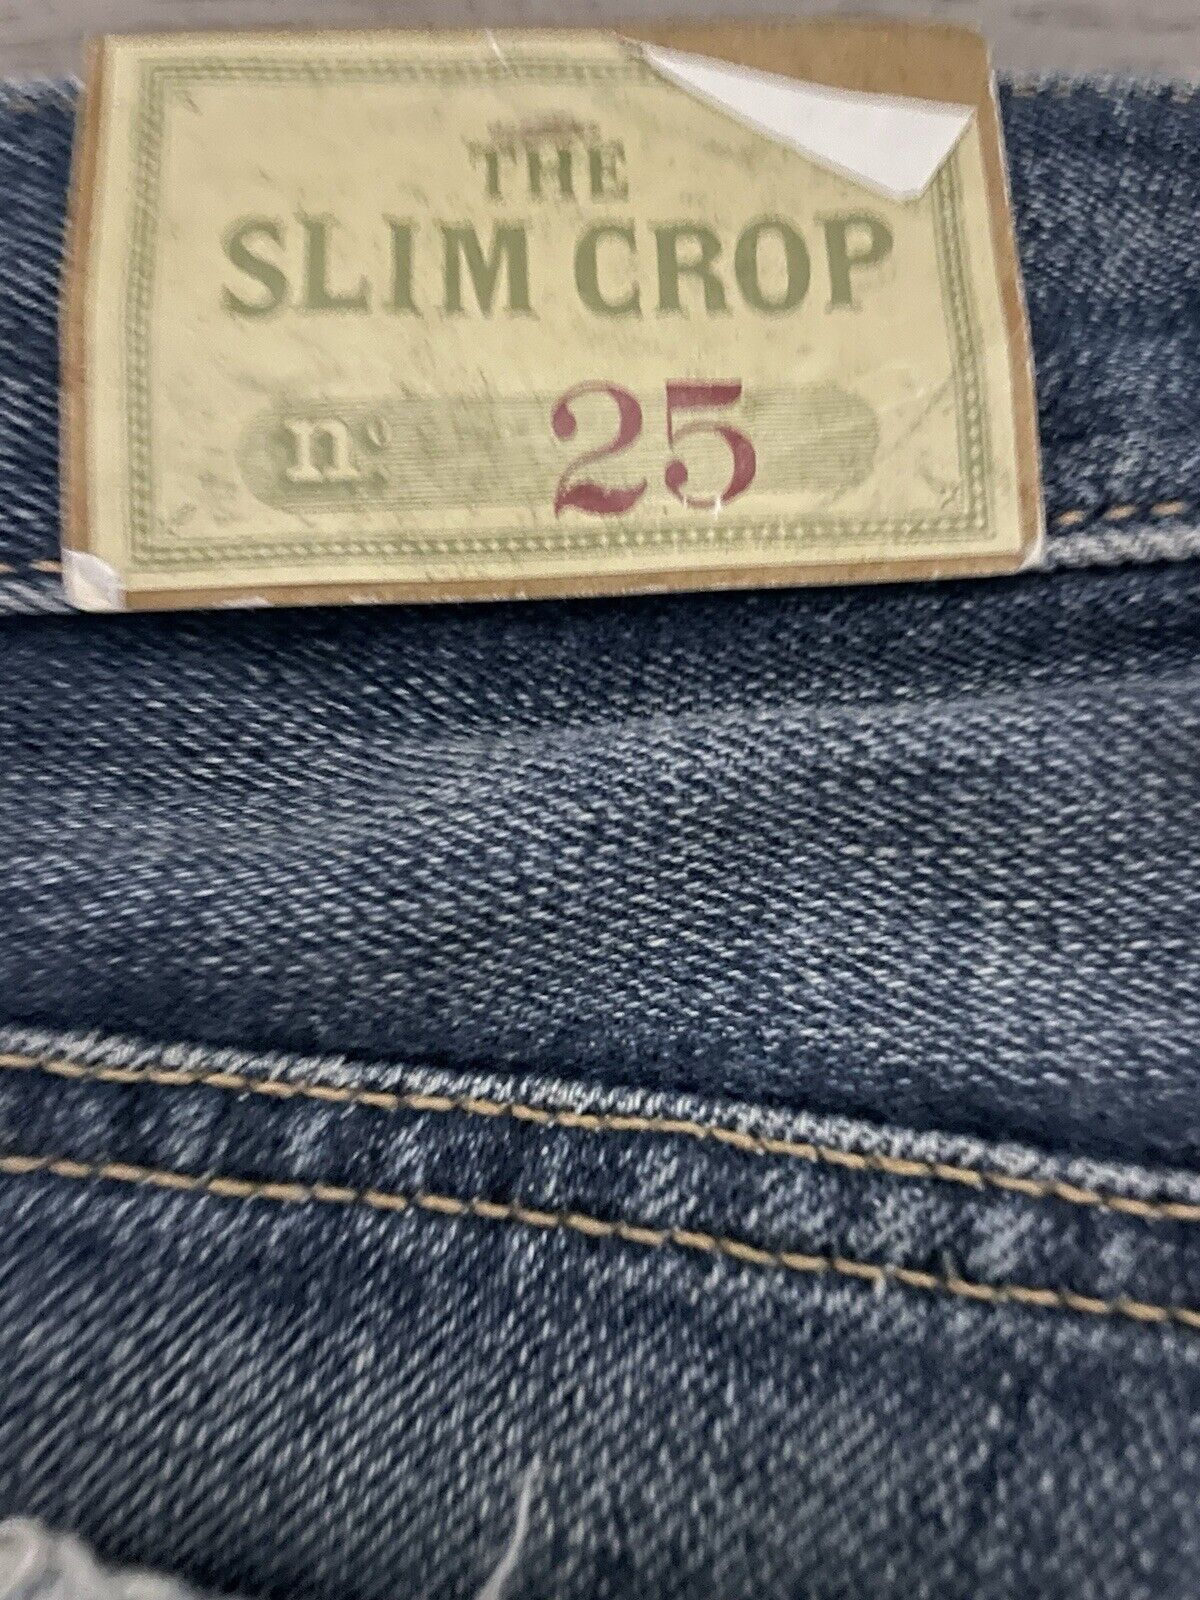 THE
SLIM CROP
nº 25